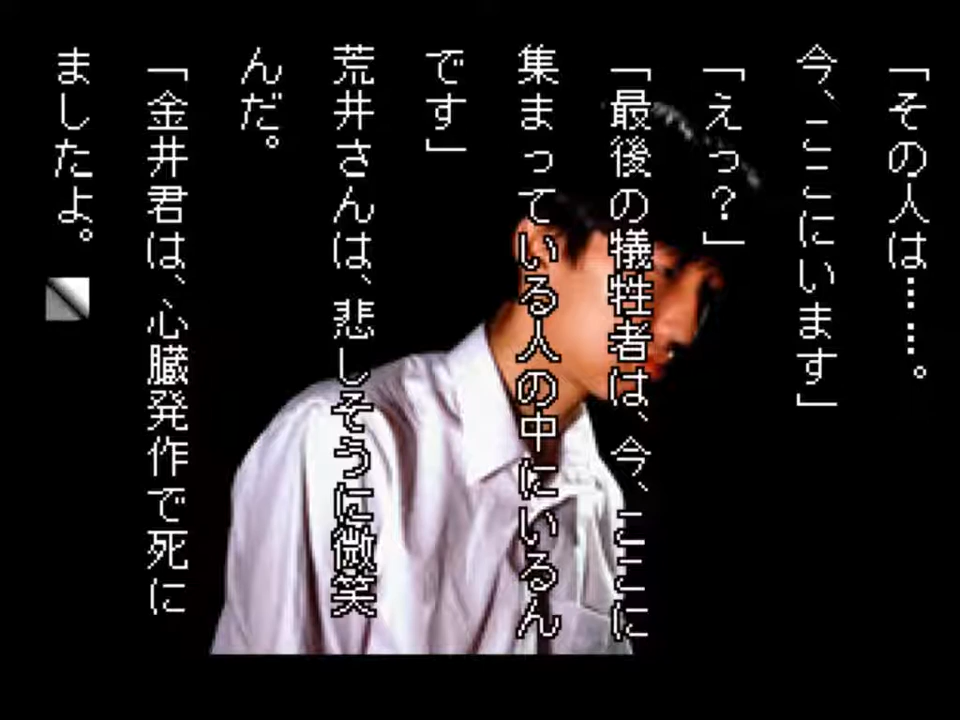 「その人は……。
今、ここにいます」
「えっ？」
「最後の犠牲者は、今、ここに
集まっている人の中にいるん
です」
荒井さんは、悲しそうに微笑
んだ。
「金井君は、心臓発作で死に
ましたよ。